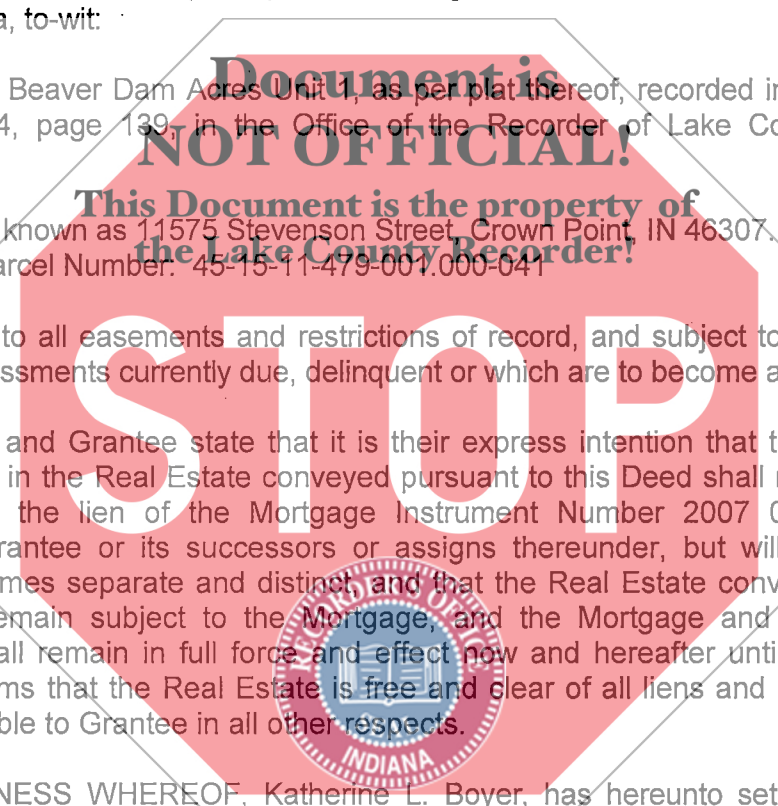 a, to-wit:
Document is
Beaver Dam Acres Unit 1, as per plat thereof, recorded in
4, page 139, in the Office of the Recorder of Lake Co
NOT OFFICIAL!
This Document is the property of
known as 11575 Stevenson Street, Crown Point, IN 46307.
the Lake County Recorder!
arcel Number: 45-15-11-479-001.000-041
STOP
to all easements and restrictions of record, and subject to
ssments currently due, delinquent or which are to become a
and Grantee state that it is their express intention that t
in the Real Estate conveyed pursuant to this Deed shall
the lien of the Mortgage Instrument Number 2007 0
rantee or its successors or assigns thereunder, but will
mes separate and distinct, and that the Real Estate conv
emain subject to the Mortgage, and the Mortgage and
all remain in full force and effect now and hereafter unti
ms that the Real Estate is free and clear of all liens and
ble to Grantee in all other respects.
RECORDER'S OFFICE
SEAL
INDIANA
NESS WHEREOF, Katherine L. Boyer, has hereunto set